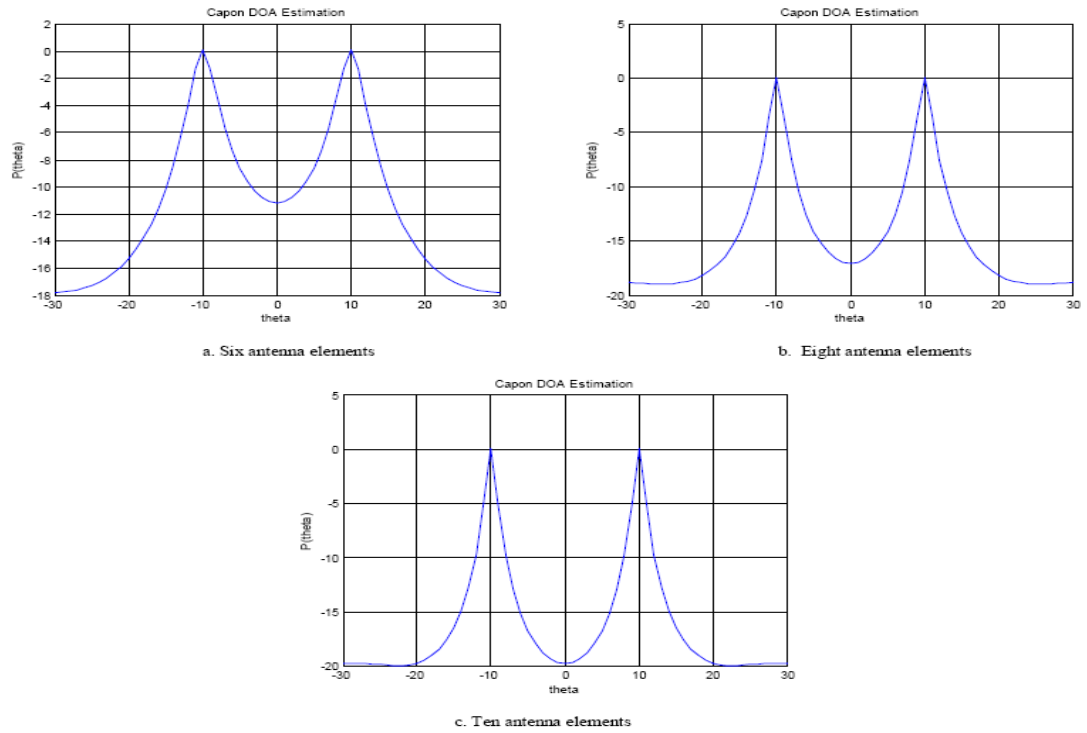 Capon DOA Estimation
2
0
-2
-4
-6
-8
-10
-12
-14
-16
-18
P(theta)
-30 -20 -10 0 10 20 30
theta
a. Six antenna elements
Capon DOA Estimation
5
0
-5
-10
-15
-20
P(theta)
-30 -20 -10 0 10 20 30
theta
b. Eight antenna elements
Capon DOA Estimation
5
0
-5
-10
-15
-20
P(theta)
-30 -20 -10 0 10 20 30
theta
c. Ten antenna elements